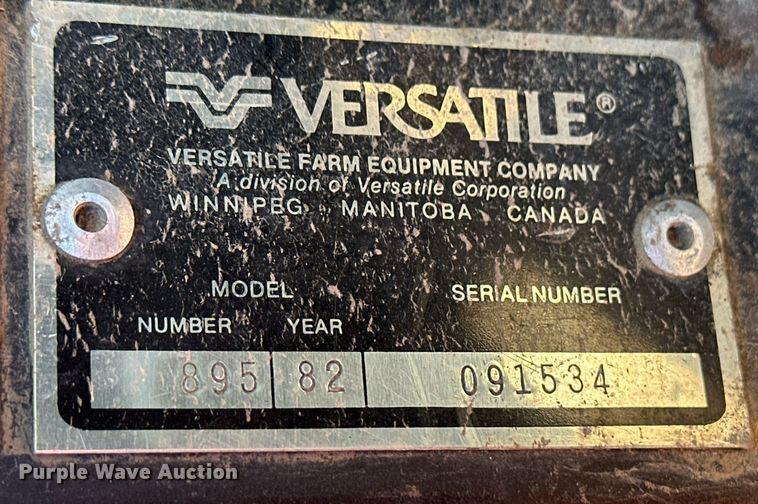 VERSATILE®
VERSATILE FARM EQUIPMENT COMPANY
A division of Versatile Corporation
WINNIPEG MANITOBA CANADA
MODEL SERIAL NUMBER
NUMBER YEAR
895 82 091534
Purple Wave Auction